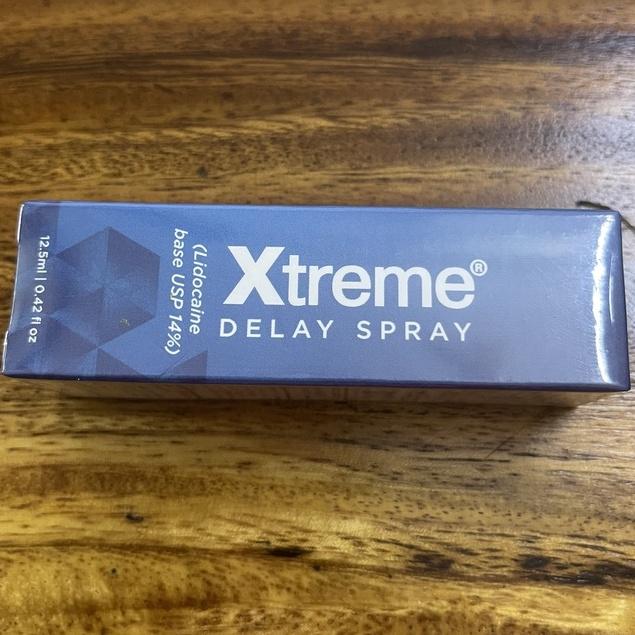 Xtreme®
DELAY SPRAY
(Lidocaine
base USP 14%)
12.5ml | 0.42 fl oz